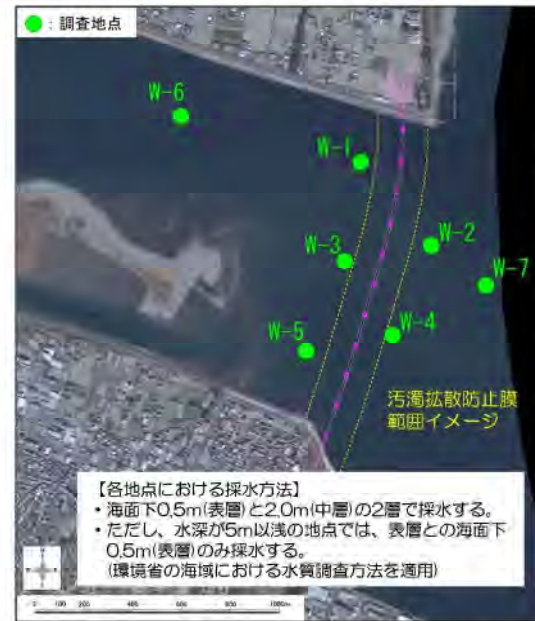 ●：調査地点
W-6
W-1
W-2
W-3
W-7
W-4
W-5
汚濁拡散防止膜
範囲イメージ
【各地点における採水方法】
・海面下0.5m(表層)と2.0m(中層)の2層で採水する。
・ただし、水深が5m以浅の地点では、表層との海面下
0.5m(表層)のみ採水する。
(環境省の海域における水質調査方法を適用)
0 100 200 400 600 800 1000m